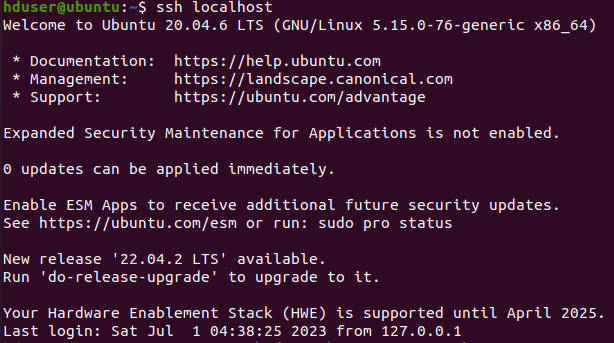 hduser@ubuntu:~$ ssh localhost
Welcome to Ubuntu 20.04.6 LTS (GNU/Linux 5.15.0-76-generic x86_64)
* Documentation: https://help.ubuntu.com
* Management: https://landscape.canonical.com
* Support: https://ubuntu.com/advantage
Expanded Security Maintenance for Applications is not enabled.
0 updates can be applied immediately.
Enable ESM Apps to receive additional future security updates.
See https://ubuntu.com/esm or run: sudo pro status
New release '22.04.2 LTS' available.
Run 'do-release-upgrade' to upgrade to it.
Your Hardware Enablement Stack (HWE) is supported until April 2025.
Last login: Sat Jul  1 04:38:25 2023 from 127.0.0.1